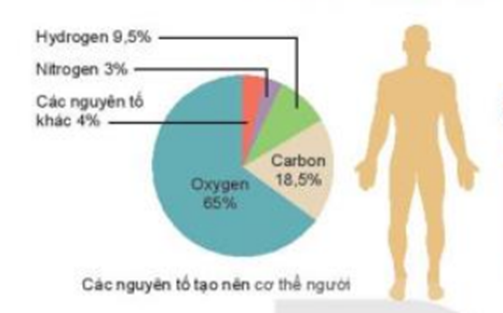 Hydrogen 9,5%
Nitrogen 3%
Các nguyên tố
khác 4%
Carbon
18,5%
Oxygen
65%
Các nguyên tố tạo nên cơ thể người